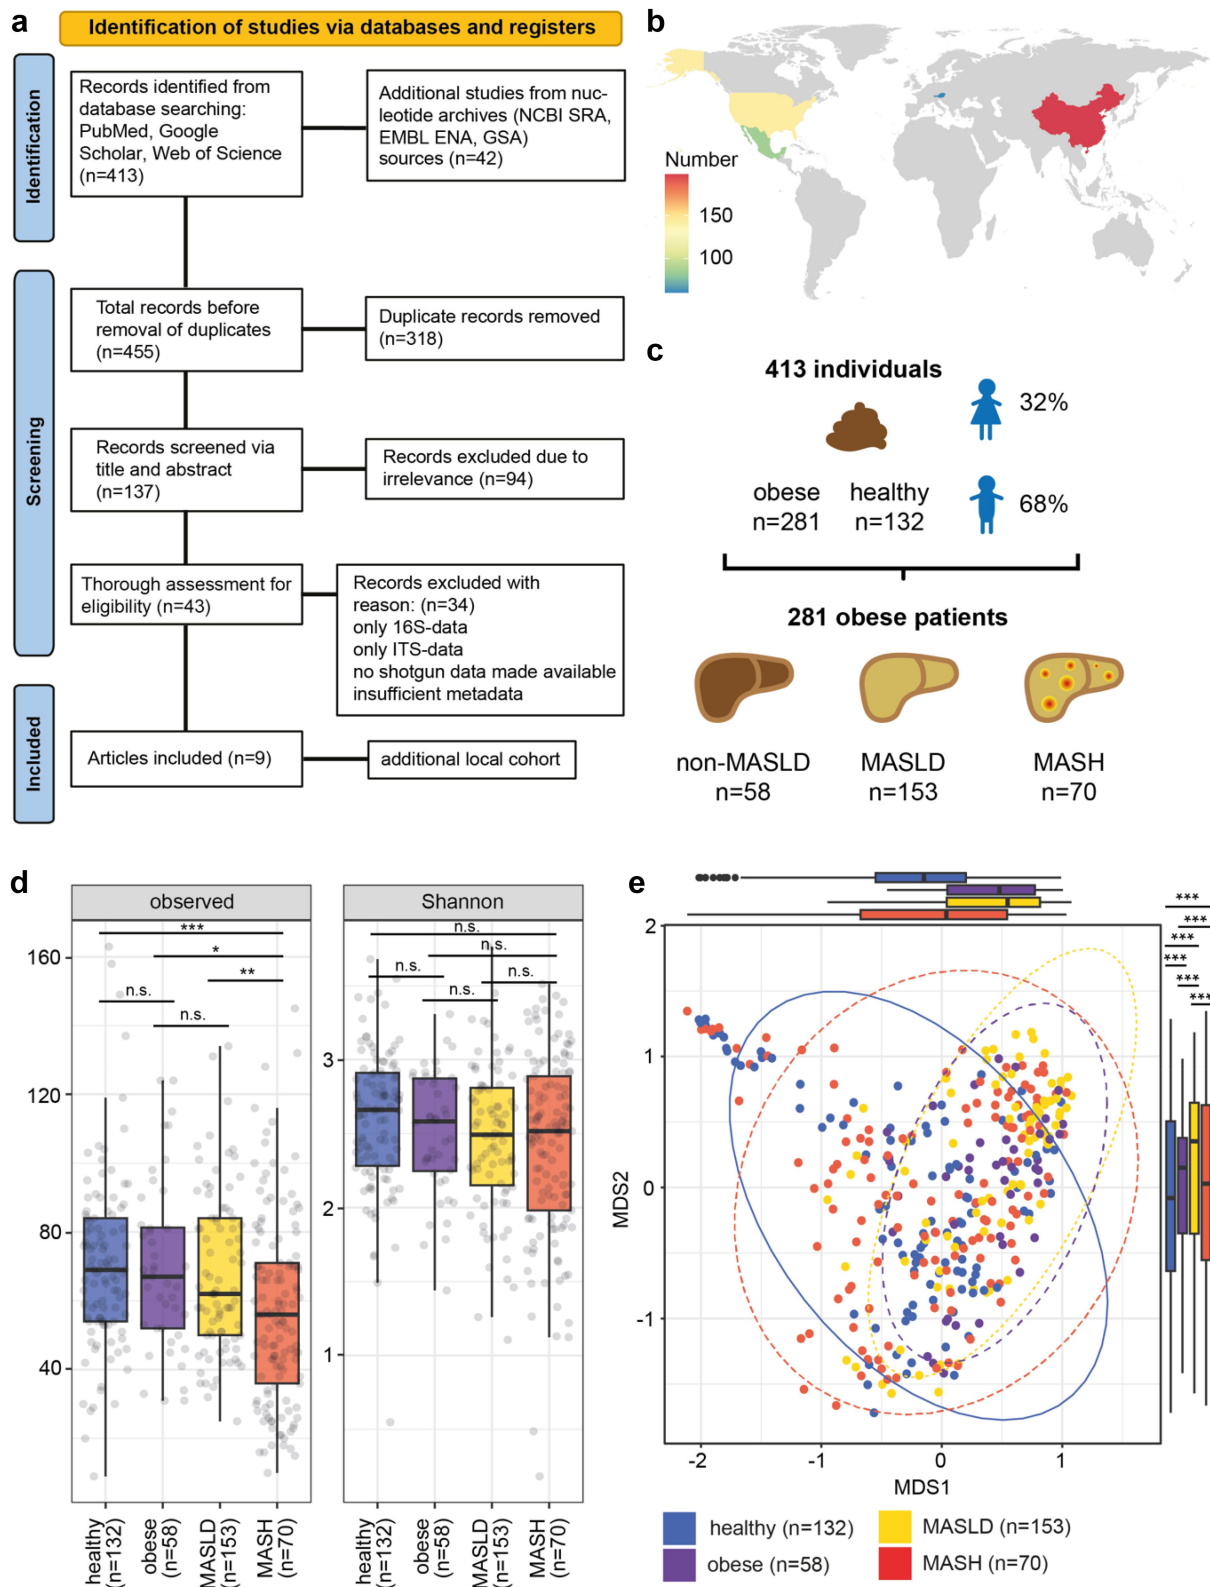 a
Identification of studies via databases and registers
Identification
Records identified from
database searching:
PubMed, Google
Scholar, Web of Science
(n=413)
Additional studies from nuc-
leotide archives (NCBI SRA,
EMBL ENA, GSA)
sources (n=42)
Screening
Total records before
removal of duplicates
(n=455)
Duplicate records removed
(n=318)
Records screened via
title and abstract
(n=137)
Records excluded due to
irrelevance (n=94)
Thorough assessment for
eligibility (n=43)
Records excluded with
reason: (n=34)
only 16S-data
only ITS-data
no shotgun data made available
insufficient metadata
Included
Articles included (n=9)
additional local cohort
b
Number
150
100
c
413 individuals
32%
obese
n=281
healthy
n=132
68%
281 obese patients
non-MASLD
n=58
MASLD
n=153
MASH
n=70
d
observed
***
*
**
n.s.
n.s.
160
120
80
40
healthy
(n=132)
obese
(n=58)
MASLD
(n=153)
MASH
(n=70)
Shannon
n.s.
n.s.
n.s.
n.s.
n.s.
3
2
1
healthy
(n=132)
obese
(n=58)
MASLD
(n=153)
MASH
(n=70)
e
***
***
***
***
***
***
2
1
0
-1
MDS2
-2
-1
0
1
MDS1
healthy (n=132)
obese (n=58)
MASLD (n=153)
MASH (n=70)